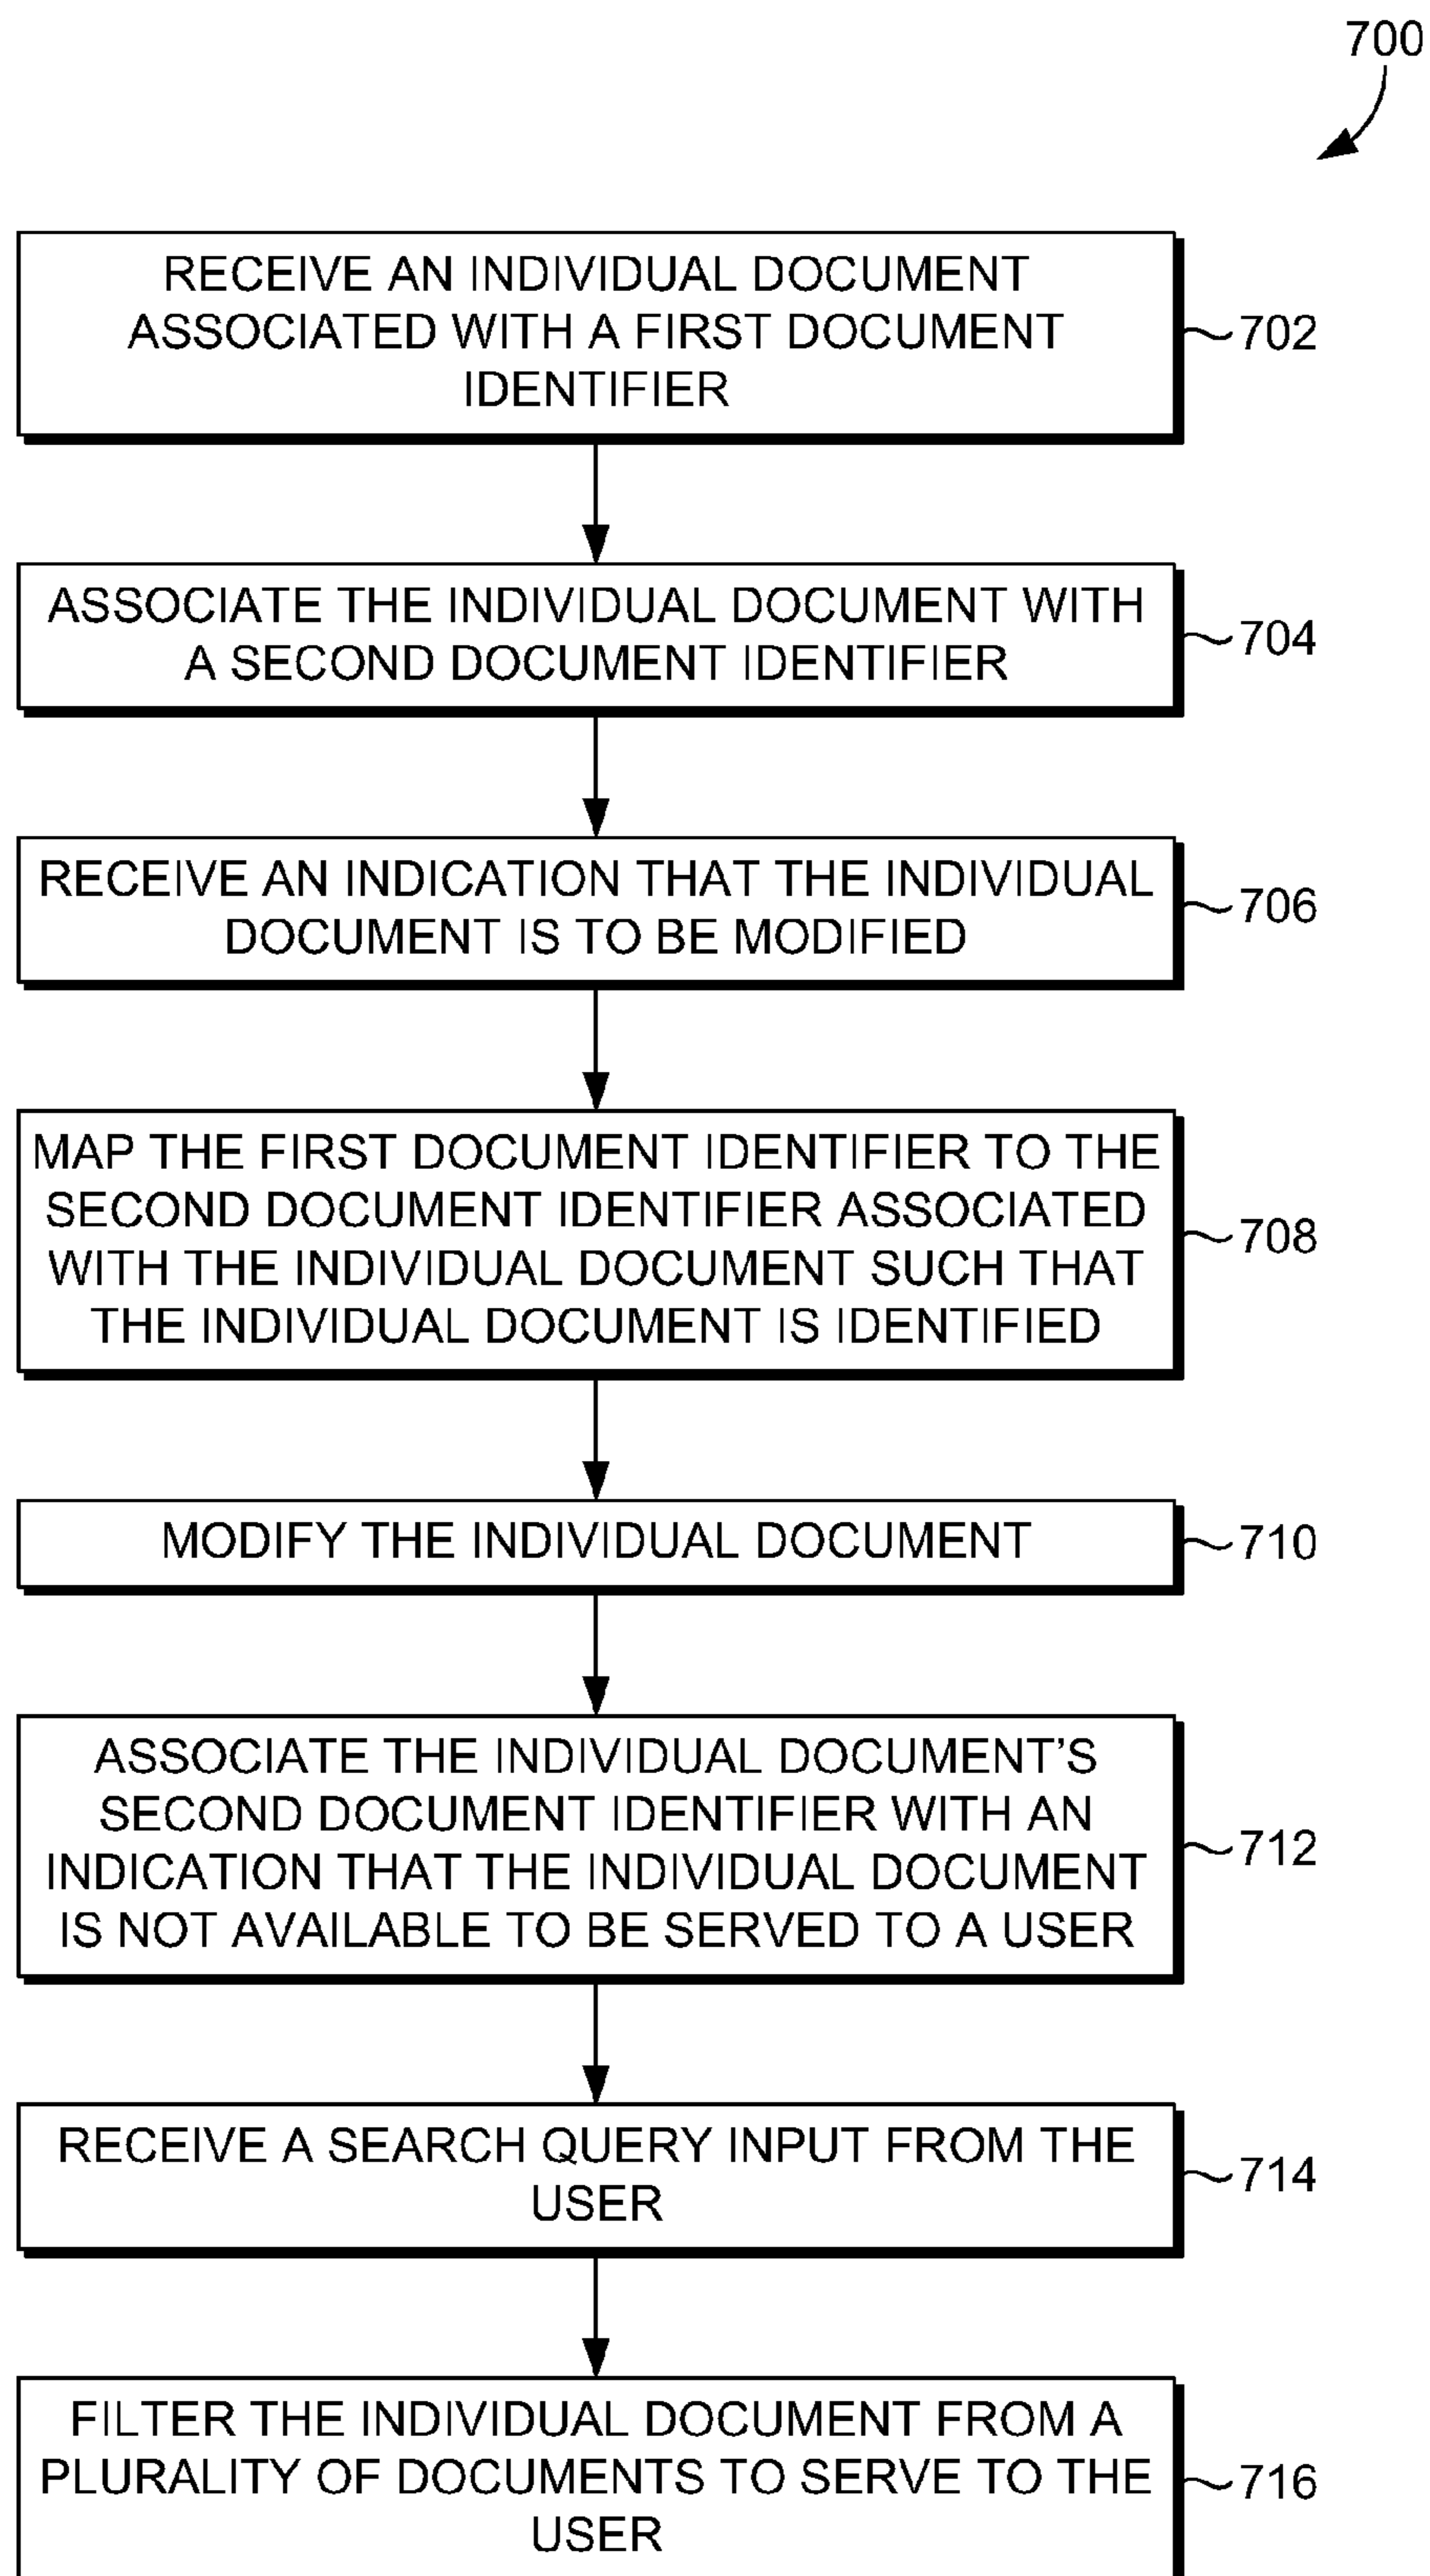 700
RECEIVE AN INDIVIDUAL DOCUMENT
ASSOCIATED WITH A FIRST DOCUMENT
IDENTIFIER
702
ASSOCIATE THE INDIVIDUAL DOCUMENT WITH
A SECOND DOCUMENT IDENTIFIER
704
RECEIVE AN INDICATION THAT THE INDIVIDUAL
DOCUMENT IS TO BE MODIFIED
706
MAP THE FIRST DOCUMENT IDENTIFIER TO THE
SECOND DOCUMENT IDENTIFIER ASSOCIATED
WITH THE INDIVIDUAL DOCUMENT SUCH THAT
THE INDIVIDUAL DOCUMENT IS IDENTIFIED
708
MODIFY THE INDIVIDUAL DOCUMENT
710
ASSOCIATE THE INDIVIDUAL DOCUMENT’S
SECOND DOCUMENT IDENTIFIER WITH AN
INDICATION THAT THE INDIVIDUAL DOCUMENT
IS NOT AVAILABLE TO BE SERVED TO A USER
712
RECEIVE A SEARCH QUERY INPUT FROM THE
USER
714
FILTER THE INDIVIDUAL DOCUMENT FROM A
PLURALITY OF DOCUMENTS TO SERVE TO THE
USER
716